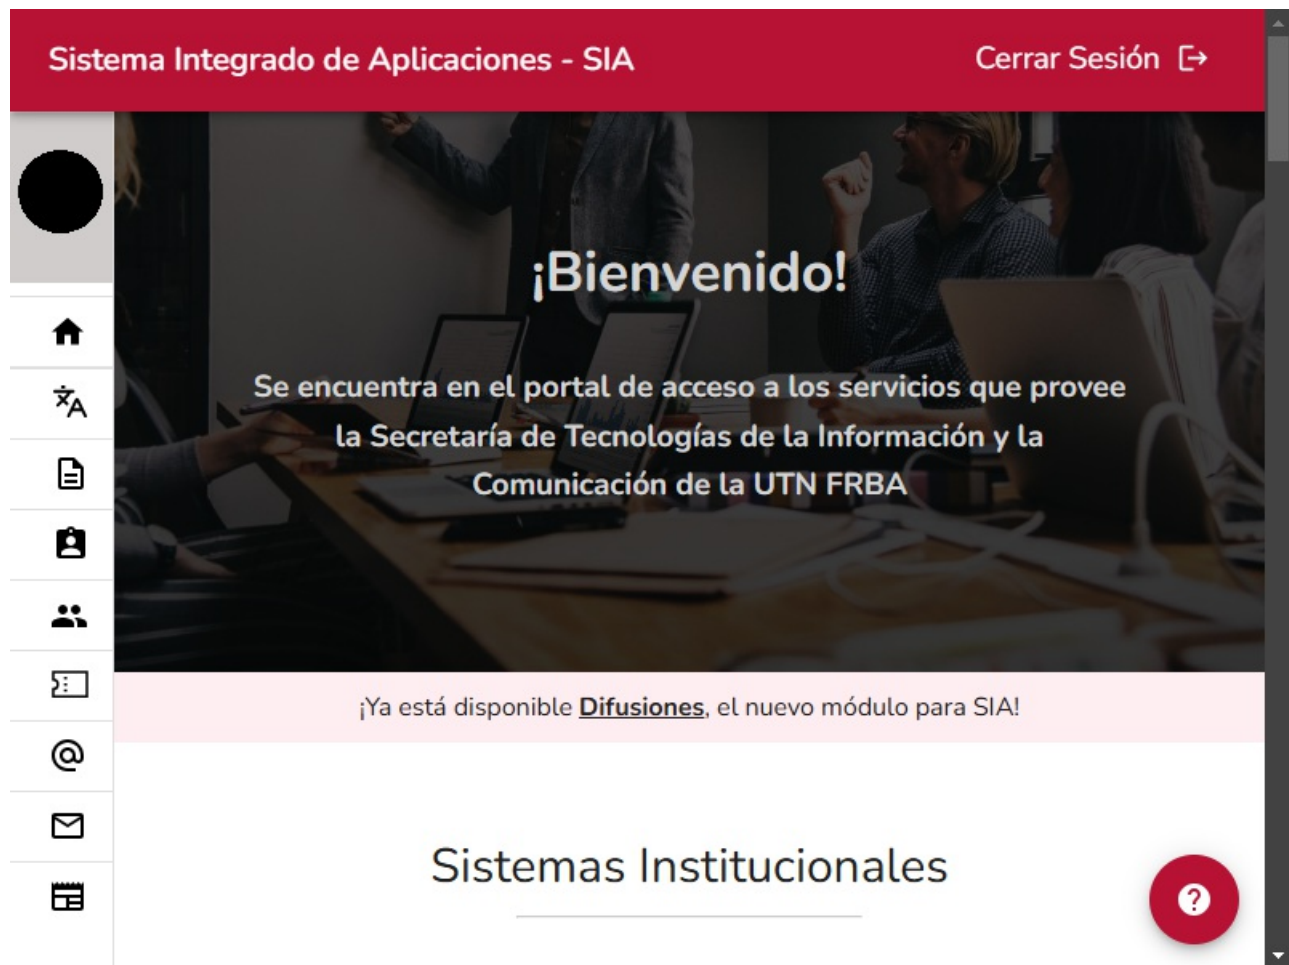 Sistema Integrado de Aplicaciones - SIA
Cerrar Sesión
¡Bienvenido!
Se encuentra en el portal de acceso a los servicios que provee
la Secretaría de Tecnologías de la Información y la
Comunicación de la UTN FRBA
¡Ya está disponible Difusiones, el nuevo módulo para SIA!
Sistemas Institucionales